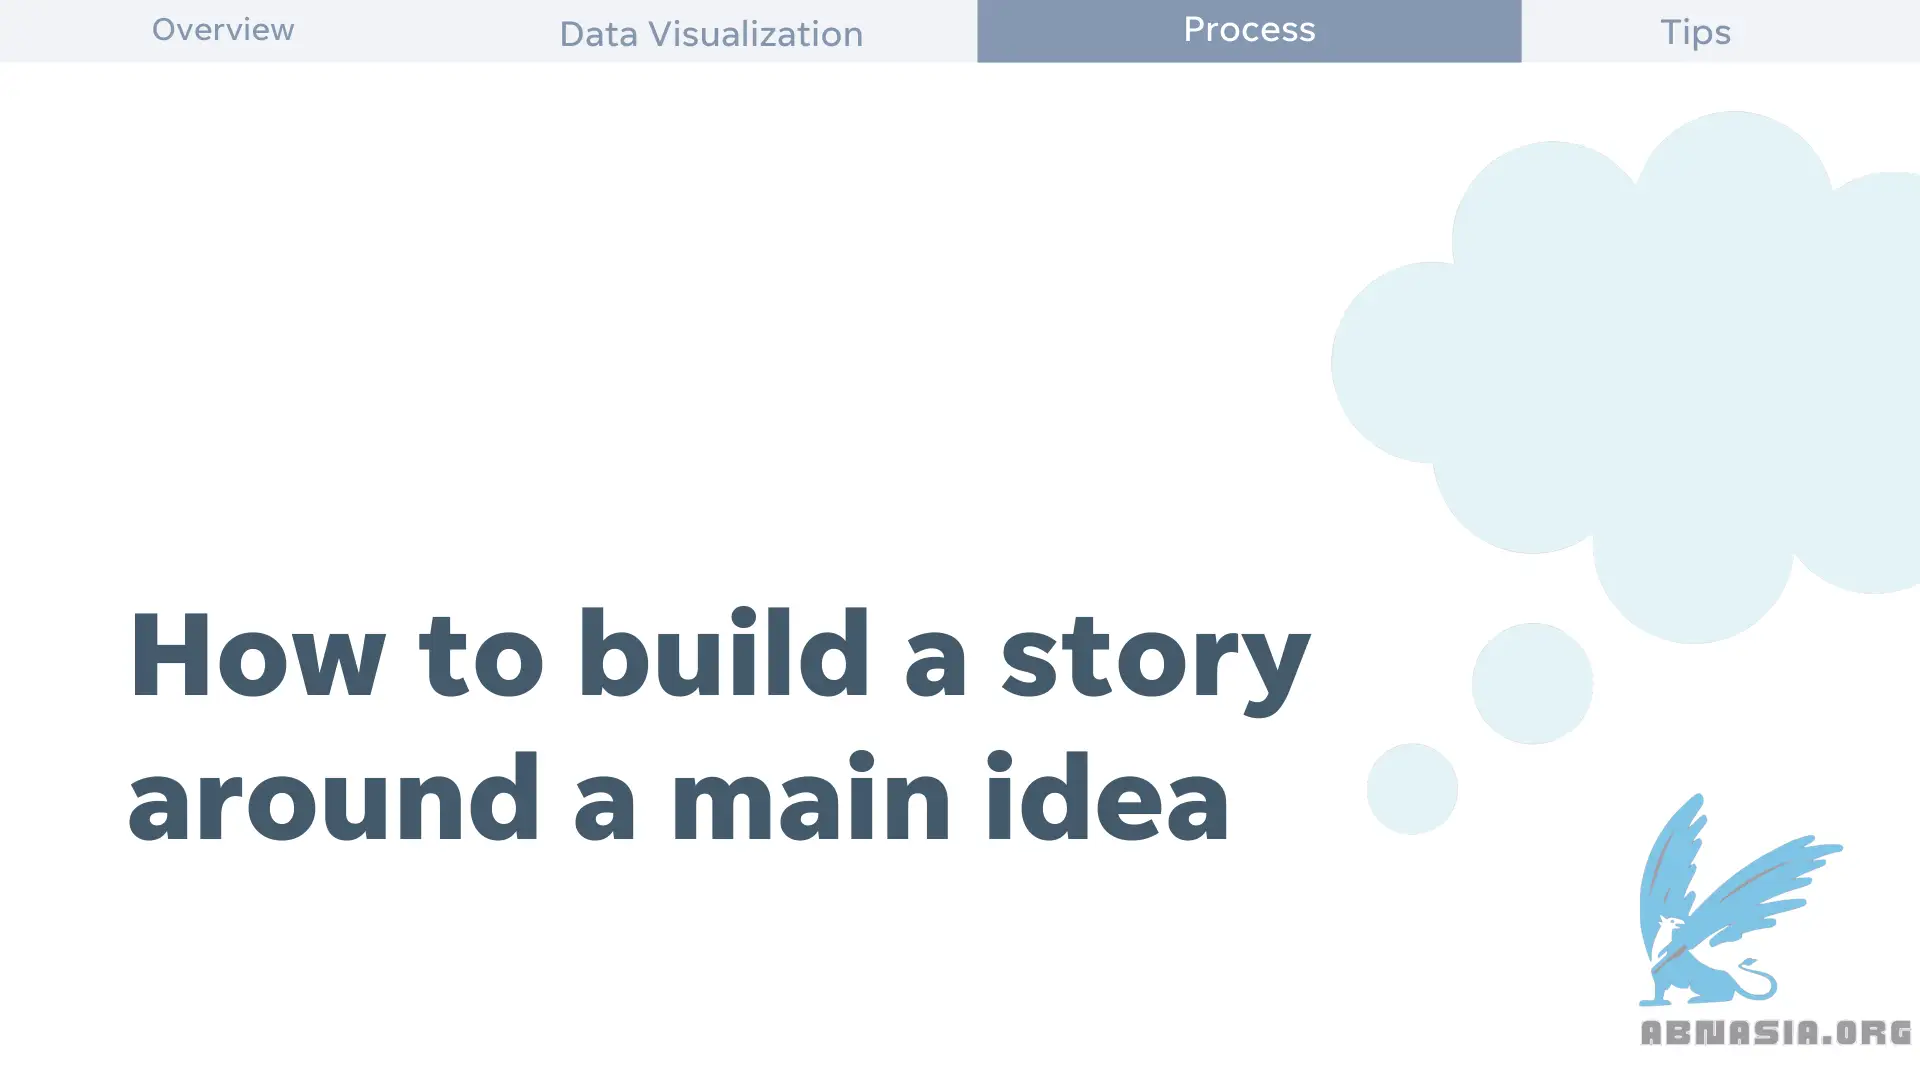 Overview
Data Visualization
Process
Tips
How to build a story
around a main idea
ABNASIA.ORG